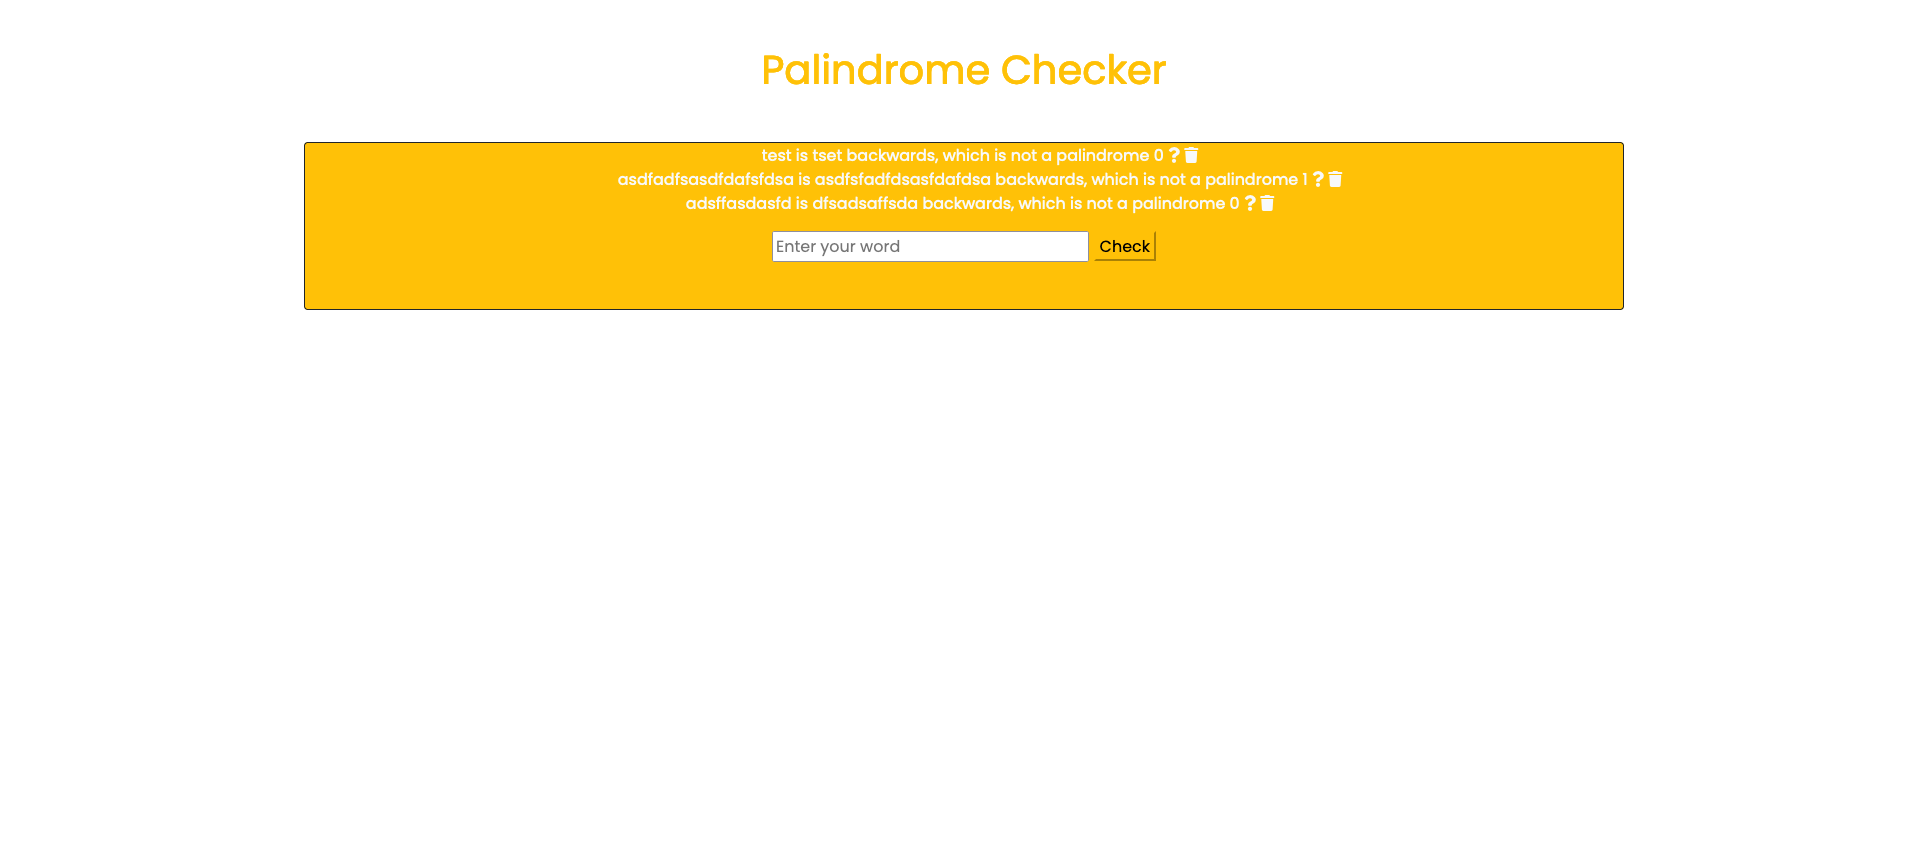 Palindrome Checker
test is tset backwards, which is not a palindrome 0 ?
asdfadfsasdfdafsfdsa is asdfsfadfdsasfdafdsa backwards, which is not a palindrome 1 ?
adsffasdasfd is dfsadsaffsda backwards, which is not a palindrome 0 ?
Enter your word Check